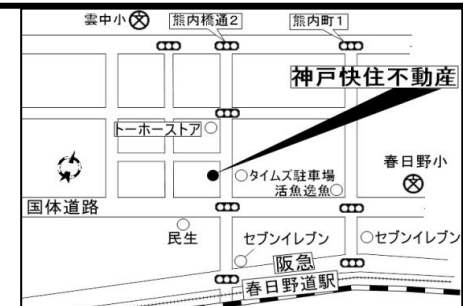 雲中小
熊内橋通2
熊内町1
神戸快住不動産
トーホーストア
タイムズ駐車場
活魚逸魚
春日野小
国体道路
民生
セブンイレブン
セブンイレブン
阪急
春日野道駅